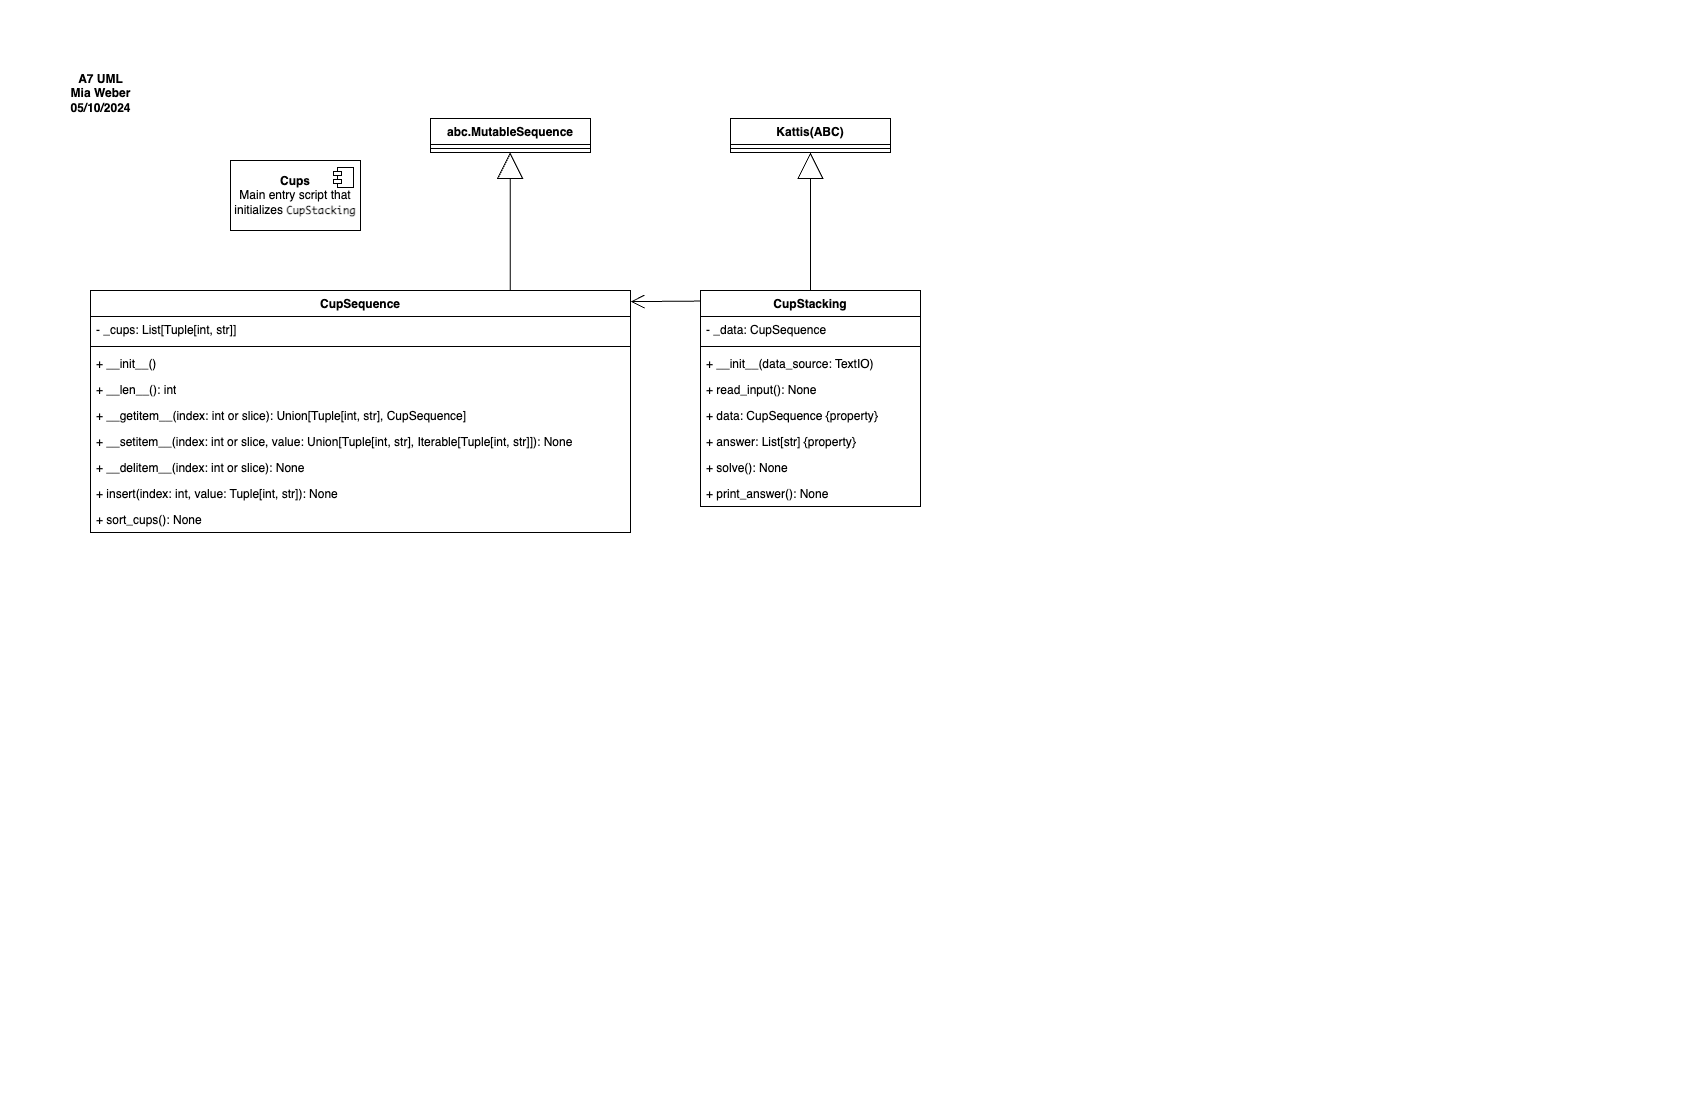 A7 UML
Mia Weber
05/10/2024
abc.MutableSequence
Kattis(ABC)
Cups
Main entry script that
initializes CupStacking
CupSequence
- _cups: List[Tuple[int, str]]
+ __init__()
+ __len__(): int
+ __getitem__(index: int or slice): Union[Tuple[int, str], CupSequence]
+ __setitem__(index: int or slice, value: Union[Tuple[int, str], Iterable[Tuple[int, str]]): None
+ __delitem__(index: int or slice): None
+ insert(index: int, value: Tuple[int, str]): None
+ sort_cups(): None
CupStacking
- _data: CupSequence
+ __init__(data_source: TextIO)
+ read_input(): None
+ data: CupSequence {property}
+ answer: List[str] {property}
+ solve(): None
+ print_answer(): None